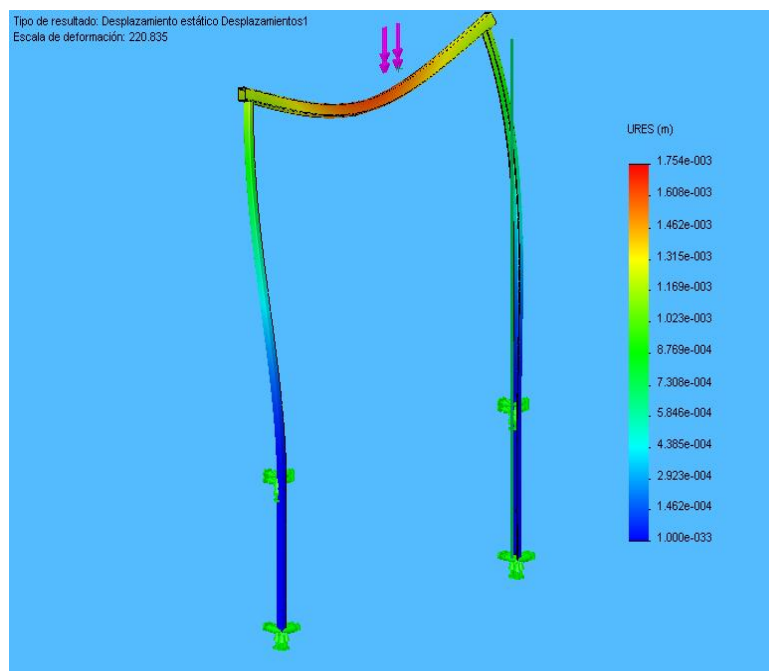 Tipo de resultado: Desplazamiento estático Desplazamientos1
Escala de deformación: 220.835
URES (m)
1.754e-003
1.608e-003
1.462e-003
1.315e-003
1.169e-003
1.023e-003
8.769e-004
7.308e-004
5.846e-004
4.385e-004
2.923e-004
1.462e-004
1.000e-033